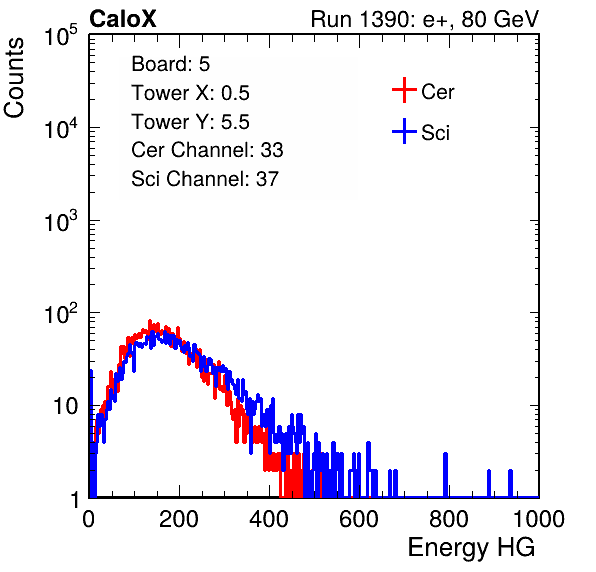 CaloX Run 1390: e+, 80 GeV
Counts
10^5
10^4
10^3
10^2
10
1
Board: 5
Tower X: 0.5
Tower Y: 5.5
Cer Channel: 33
Sci Channel: 37
Cer
Sci
0 200 400 600 800 1000
Energy HG